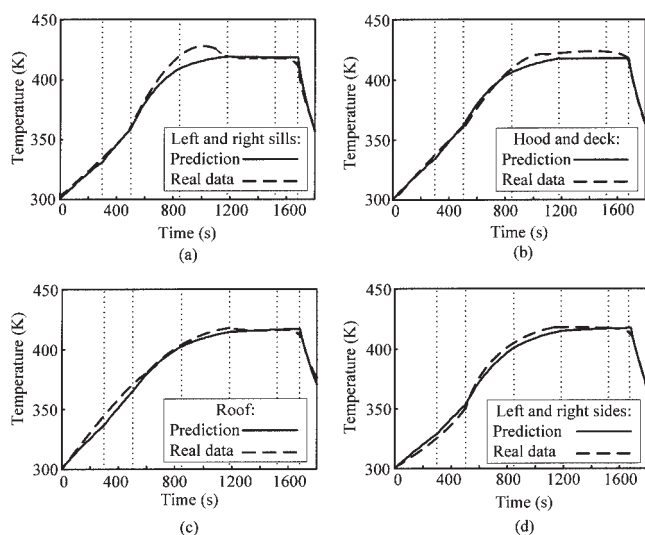 450
400
350
300
Temperature (K)
Left and right sills:
Prediction
Real data
0 400 800 1200 1600
Time (s)
(a)
450
400
350
300
Temperature (K)
Hood and deck:
Prediction
Real data
0 400 800 1200 1600
Time (s)
(b)
450
400
350
300
Temperature (K)
Roof:
Prediction
Real data
0 400 800 1200 1600
Time (s)
(c)
450
400
350
300
Temperature (K)
Left and right sides:
Prediction
Real data
0 400 800 1200 1600
Time (s)
(d)